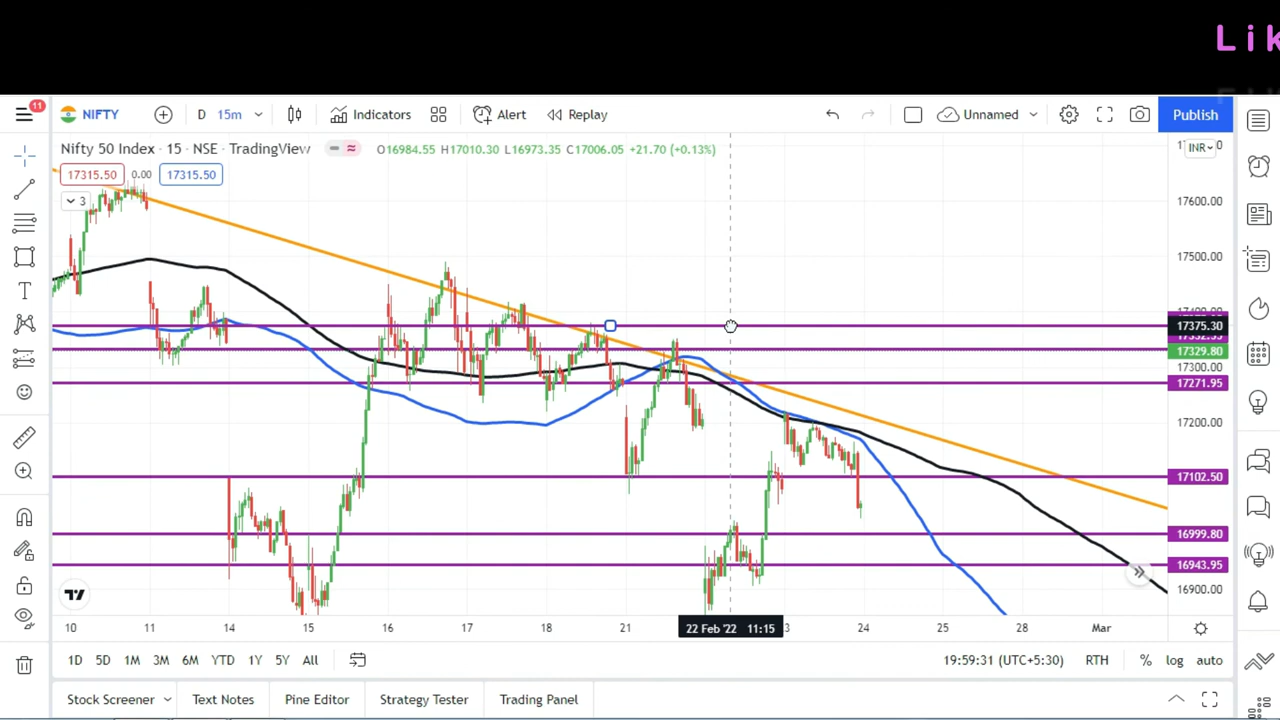 Lik
11
NIFTY
D 15m
Indicators
Alert
Replay
Unnamed
Publish
Nifty 50 Index · 15 · NSE · TradingView
O16984.55 H17010.30 L16973.35 C17006.05 +21.70 (+0.13%)
INR
17315.50 0.00 17315.50
3
17600.00
17500.00
17375.30
17329.80
17300.00
17271.95
17200.00
17102.50
16999.80
16943.95
16900.00
10 11 14 15 16 17 18 21 22 Feb '22 11:15 3 24 25 28 Mar
1D 5D 1M 3M 6M YTD 1Y 5Y All
19:59:31 (UTC+5:30) RTH % log auto
Stock Screener Text Notes Pine Editor Strategy Tester Trading Panel